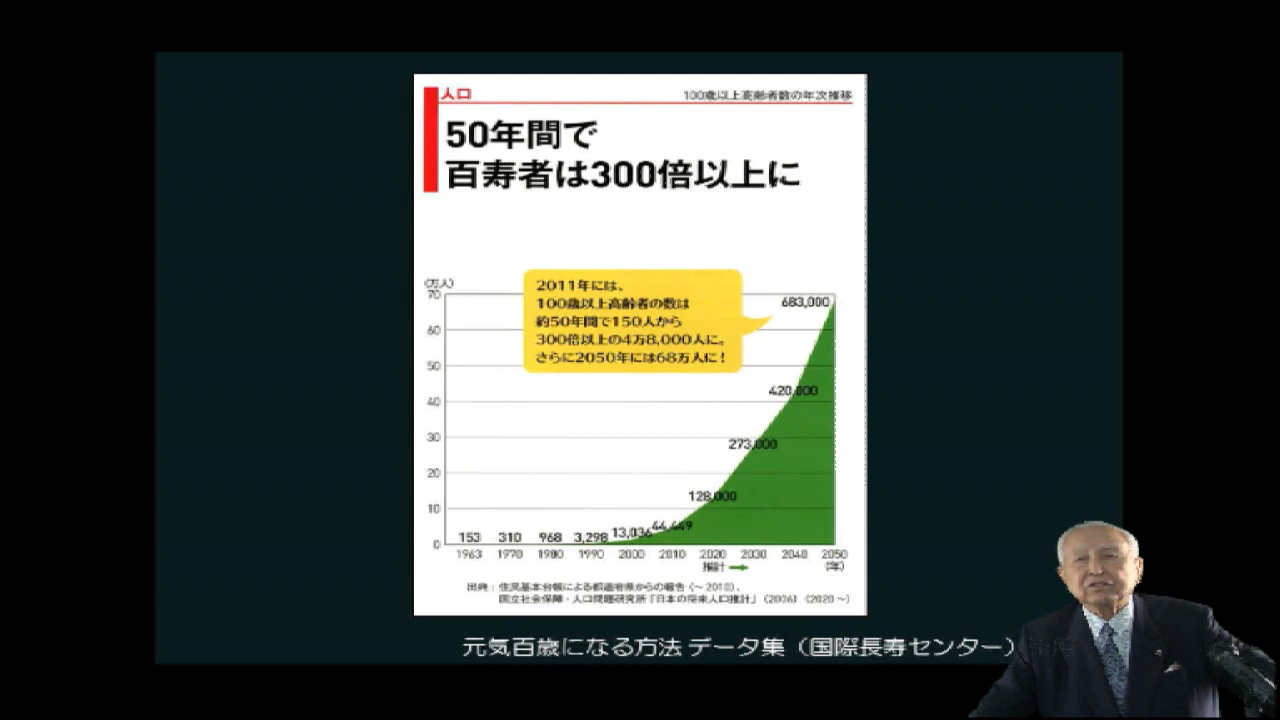 人口
100歳以上高齢者数の年次推移
50年間で
百寿者は300倍以上に
(万人)
2011年には、
100歳以上高齢者の数は
約50年間で150人から
300倍以上の4万8,000人に。
さらに2050年には68万人に!
70
60
50
40
30
20
10
0
683,000
420,000
273,000
128,000
44,449
13,036
3,298
968
310
153
1963 1970 1980 1990 2000 2010 2020 2030 2040 2050
推計 (年)
出典:住民基本台帳による都道府県からの報告(~2010)、
国立社会保障・人口問題研究所「日本の将来人口推計」(2006)(2020~)
元気百歳になる方法 データ集(国際長寿センター)